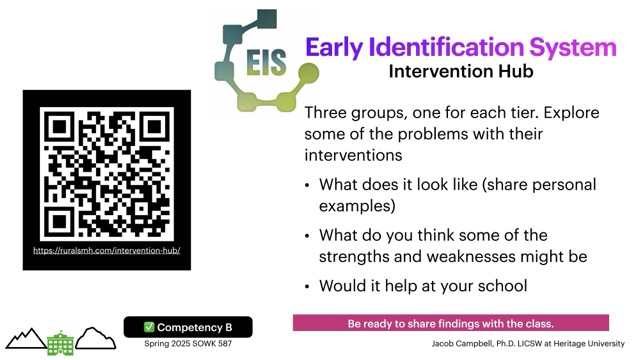 EIS
Early Identification System
Intervention Hub
Three groups, one for each tier. Explore
some of the problems with their
interventions
• What does it look like (share personal
examples)
• What do you think some of the
strengths and weaknesses might be
• Would it help at your school
https://ruralsmh.com/intervention-hub/
✅ Competency B
Spring 2025 SOWK 587
Be ready to share findings with the class.
Jacob Campbell, Ph.D. LICSW at Heritage University